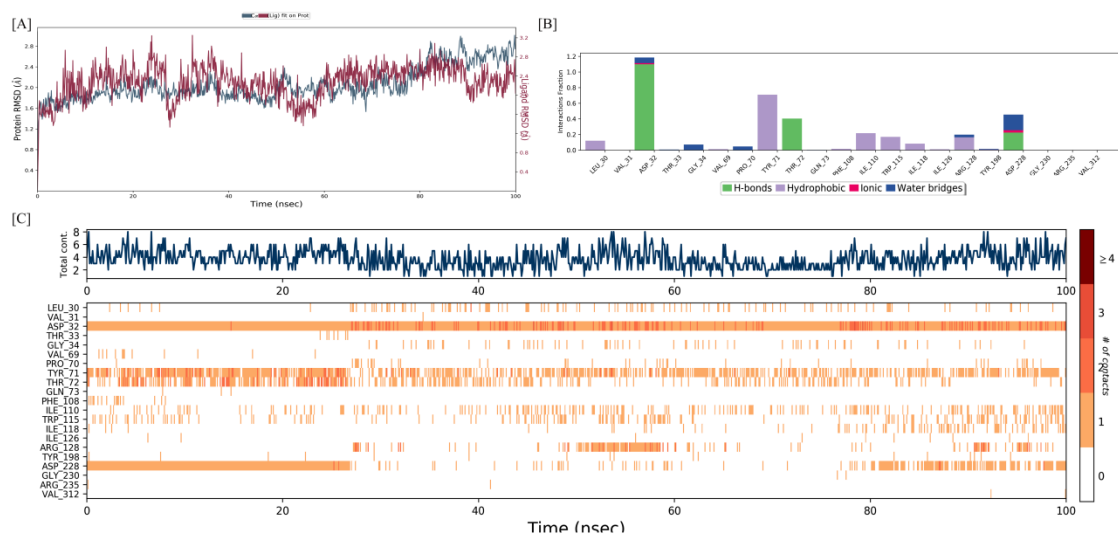 [A]
Lig) fit on Prot
Protein RMSD (Å)
2.8
2.4
2.0
1.6
1.2
0.8
0.4
3.2
2.8
2.4
2.0
1.6
1.2
0.8
0.4
Ligand RMSD (Å)
0 20 40 60 80 100
Time (nsec)
[B]
Interactions Fraction
1.2
1.0
0.8
0.6
0.4
0.2
0.0
LEU_30 VAL_31 ASP_32 THR_33 GLY_34 VAL_69 PRO_70 TYR_71 THR_72 GLN_73 PHE_108 ILE_110 TRP_115 ILE_118 ILE_126 ARG_128 TYR_198 ASP_228 GLY_230 ARG_235 VAL_312
H-bonds Hydrophobic Ionic Water bridges
[C]
Total cont.
8
6
4
2
0 20 40 60 80 100
LEU_30
VAL_31
ASP_32
THR_33
GLY_34
VAL_69
PRO_70
TYR_71
THR_72
GLN_73
PHE_108
ILE_110
TRP_115
ILE_118
ILE_126
ARG_128
TYR_198
ASP_228
GLY_230
ARG_235
VAL_312
0 20 40 60 80 100
Time (nsec)
≥4
3
2
1
0
# of contacts